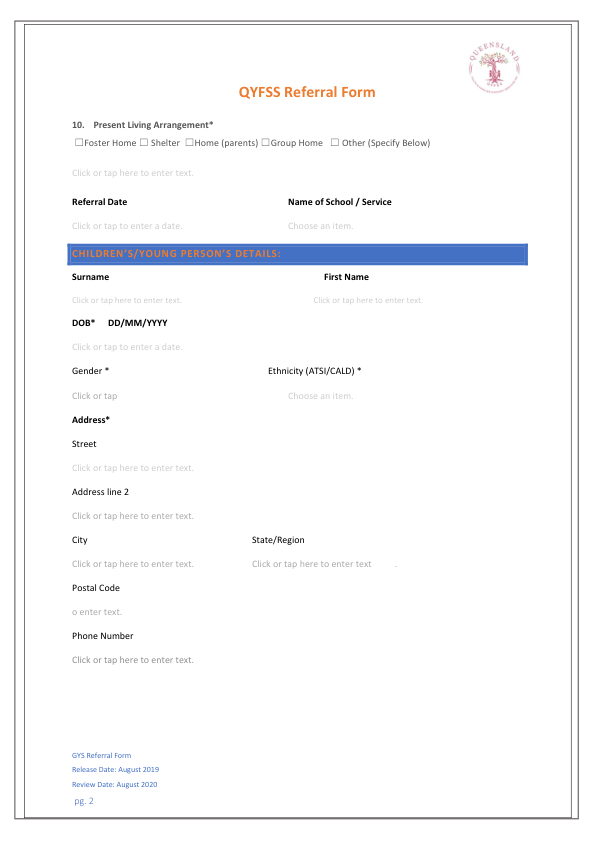 QUEENSLAND
QYFSS Referral Form
10. Present Living Arrangement*
☐Foster Home ☐ Shelter ☐Home (parents) ☐Group Home ☐ Other (Specify Below)
Click or tap here to enter text.
Referral Date Name of School / Service
Click or tap to enter a date. Choose an item.
CHILDREN'S/YOUNG PERSON'S DETAILS:
Surname First Name
Click or tap here to enter text. Click or tap here to enter text.
DOB* DD/MM/YYYY
Click or tap to enter a date.
Gender * Ethnicity (ATSI/CALD) *
Click or tap Choose an item.
Address*
Street
Click or tap here to enter text.
Address line 2
Click or tap here to enter text.
City State/Region
Click or tap here to enter text. Click or tap here to enter text .
Postal Code
o enter text.
Phone Number
Click or tap here to enter text.
GYS Referral Form
Release Date: August 2019
Review Date: August 2020
pg. 2